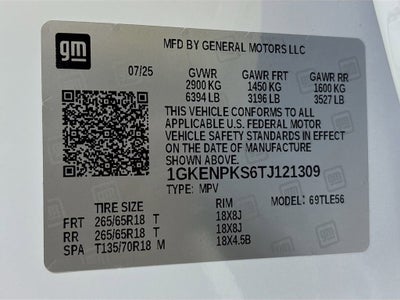 gm
MFD BY GENERAL MOTORS LLC
07/25 GVWR GAWR FRT GAWR RR
2900 KG 1450 KG 1600 KG
6394 LB 3196 LB 3527 LB
THIS VEHICLE CONFORMS TO ALL
APPLICABLE U.S. FEDERAL MOTOR
VEHICLE SAFETY STANDARDS IN EFFECT
ON THE DATE OF MANUFACTURE
SHOWN ABOVE.
1GKENPKS6TJ121309
TYPE: MPV MODEL: 69TLE56
TIRE SIZE RIM
FRT 265/65R18 T 18X8J
RR 265/65R18 T 18X8J
SPA T135/70R18 M 18X4.5B